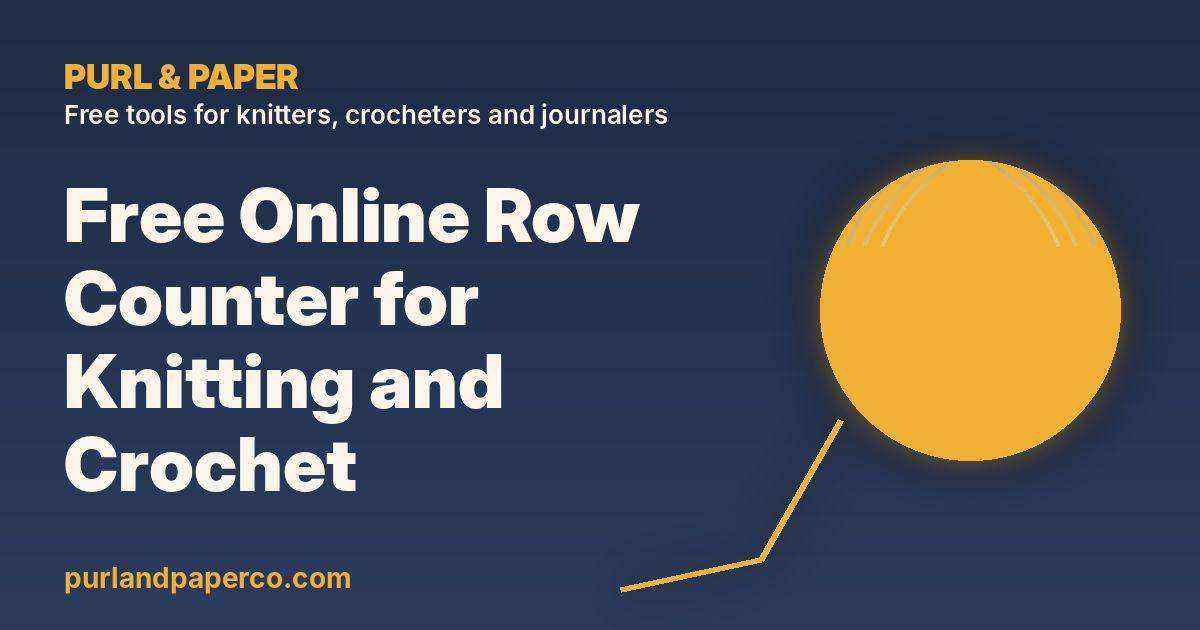 PURL & PAPER
Free tools for knitters, crocheters and journalers
Free Online Row
Counter for
Knitting and
Crochet
purlandpaperco.com